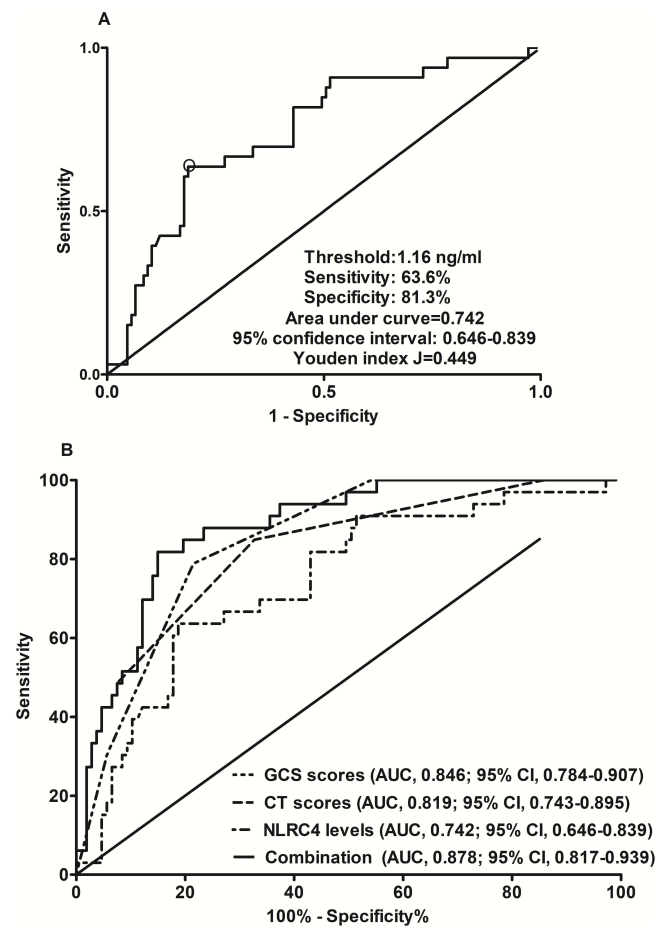 A
1.0
0.5
0.0
Sensitivity
Threshold:1.16 ng/ml
Sensitivity: 63.6%
Specificity: 81.3%
Area under curve=0.742
95% confidence interval: 0.646-0.839
Youden index J=0.449
0.0 0.5 1.0
1 - Specificity
B
100
80
60
40
20
0
Sensitivity
GCS scores (AUC, 0.846; 95% CI, 0.784-0.907)
CT scores (AUC, 0.819; 95% CI, 0.743-0.895)
NLRC4 levels (AUC, 0.742; 95% CI, 0.646-0.839)
Combination (AUC, 0.878; 95% CI, 0.817-0.939)
0 20 40 60 80 100
100% - Specificity%